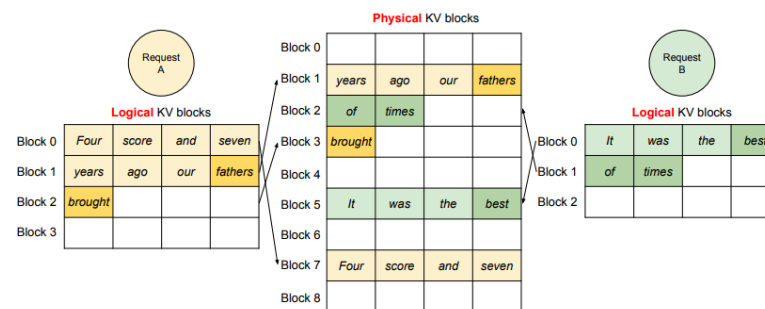 Physical KV blocks
Request
A
Request
B
Logical KV blocks
Logical KV blocks
Block 0
Block 1 years ago our fathers
Block 2 of times
Block 3 brought
Block 4
Block 5 It was the best
Block 6
Block 7 Four score and seven
Block 8
Block 0 Four score and seven
Block 1 years ago our fathers
Block 2 brought
Block 3
Block 0 It was the best
Block 1 of times
Block 2